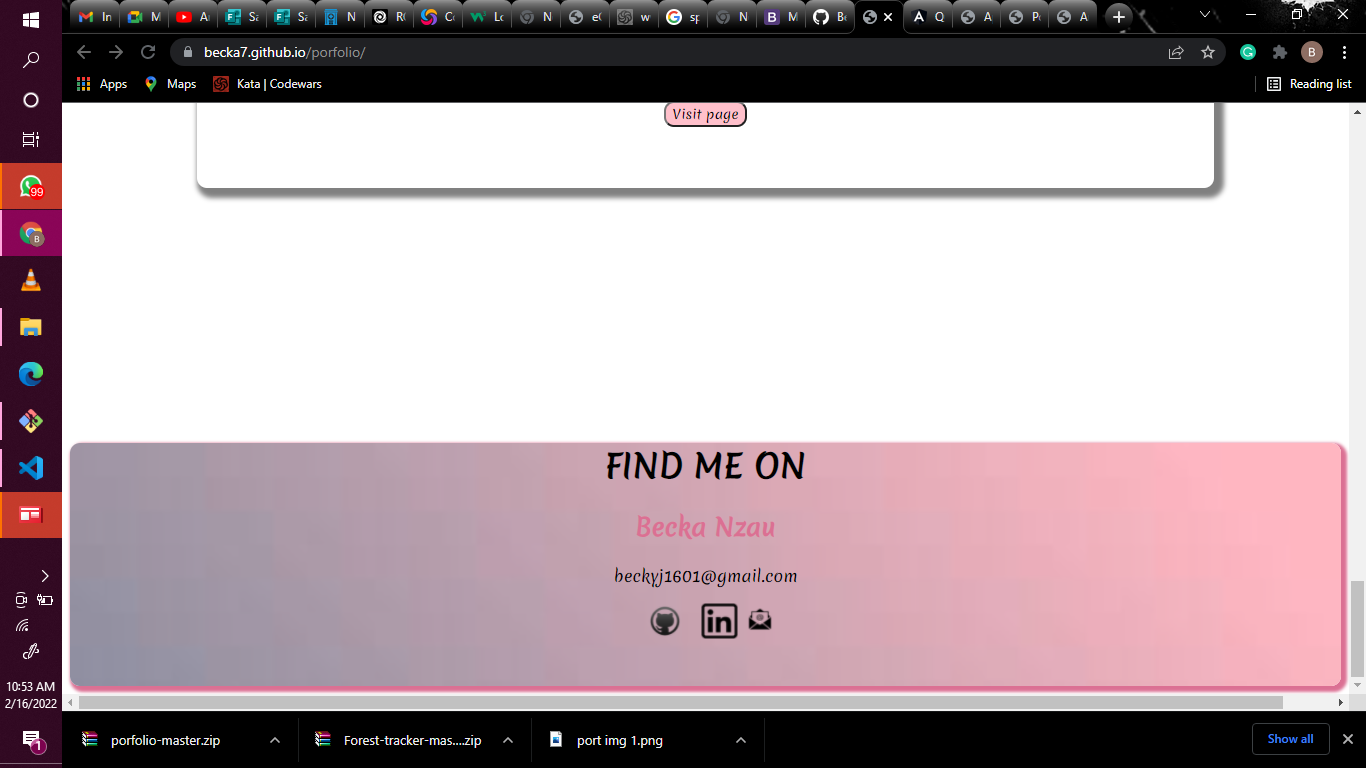 In
M
A
Sa
Sa
N
R
C
Lo
N
e
w
sp
N
M
Be
Q
A
P
A
becka7.github.io/porfolio/
B
Apps
Maps
Kata | Codewars
Reading list
99
B
Visit page
FIND ME ON
Becka Nzau
beckyj1601@gmail.com
in
10:53 AM
2/16/2022
1
porfolio-master.zip
Forest-tracker-mas....zip
port img 1.png
Show all